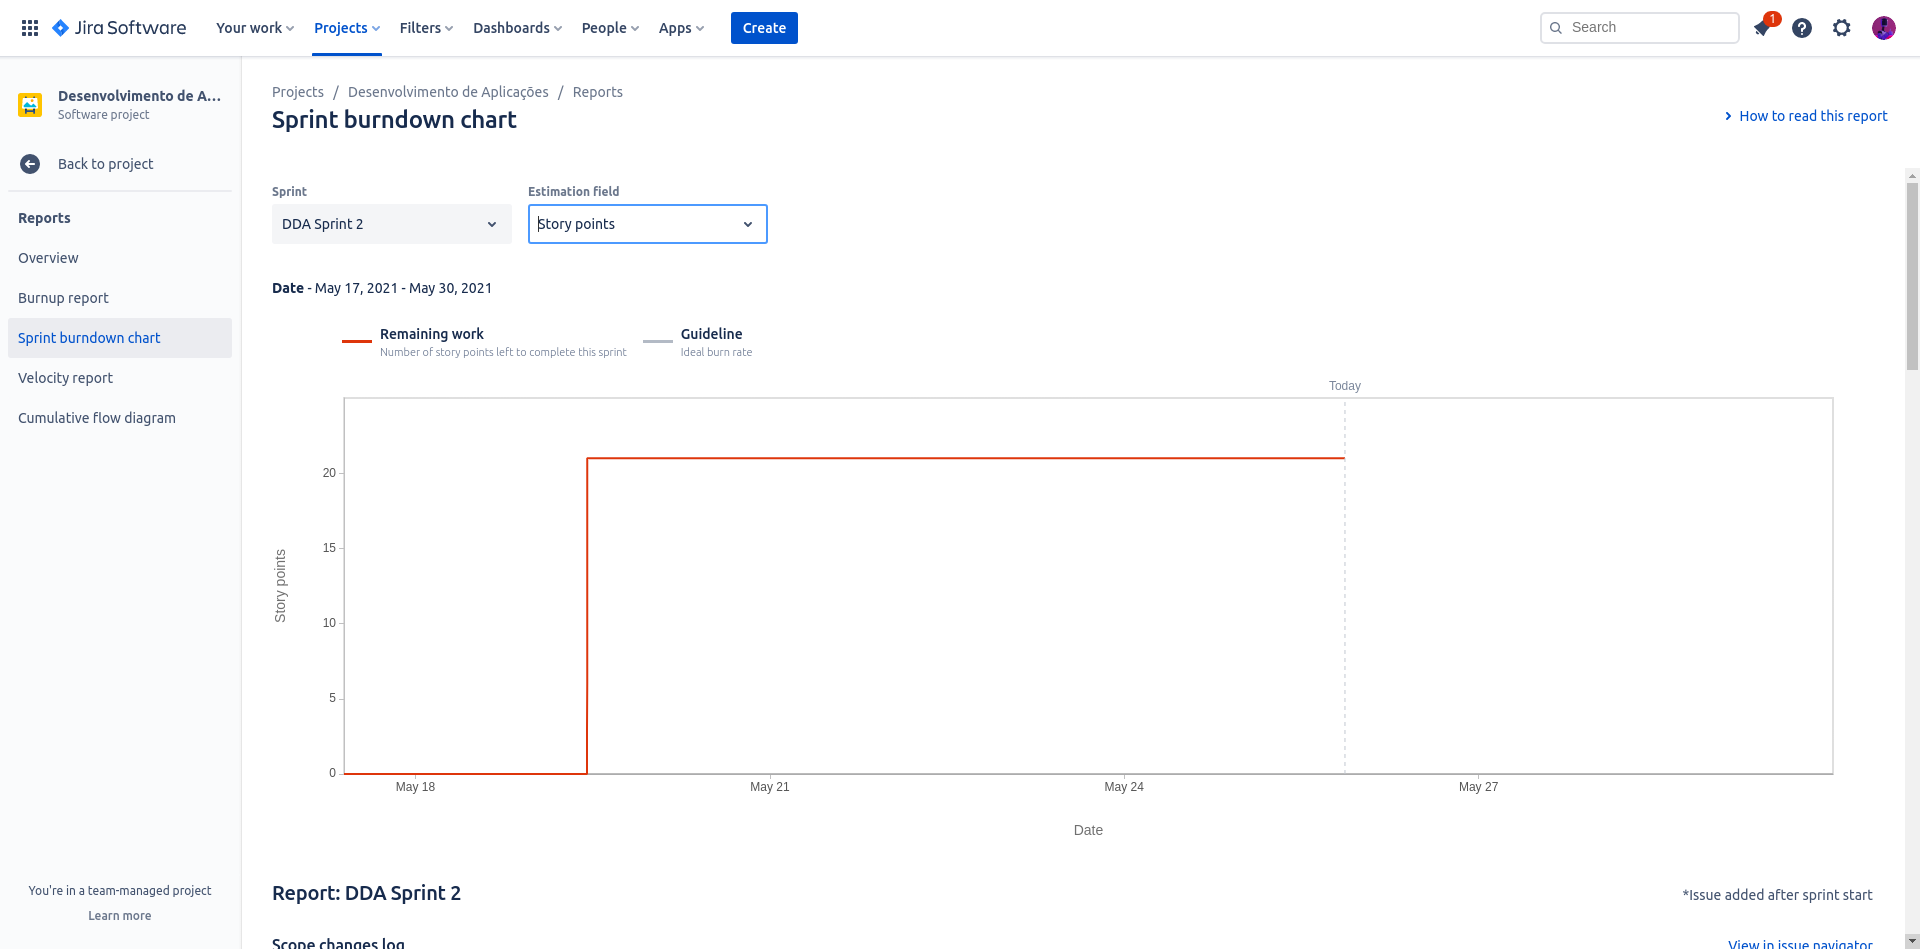 Jira Software Your work Projects Filters Dashboards People Apps Create Search 1
Desenvolvimento de A...
Software project
Back to project
Reports
Overview
Burnup report
Sprint burndown chart
Velocity report
Cumulative flow diagram
You're in a team-managed project
Learn more
Projects / Desenvolvimento de Aplicações / Reports
Sprint burndown chart
How to read this report
Sprint Estimation field
DDA Sprint 2 Story points
Date - May 17, 2021 - May 30, 2021
Remaining work Guideline
Number of story points left to complete this sprint Ideal burn rate
Today
20
15
10
5
0
Story points
May 18 May 21 May 24 May 27
Date
Report: DDA Sprint 2
*Issue added after sprint start
Scope changes log
View in issue navigator